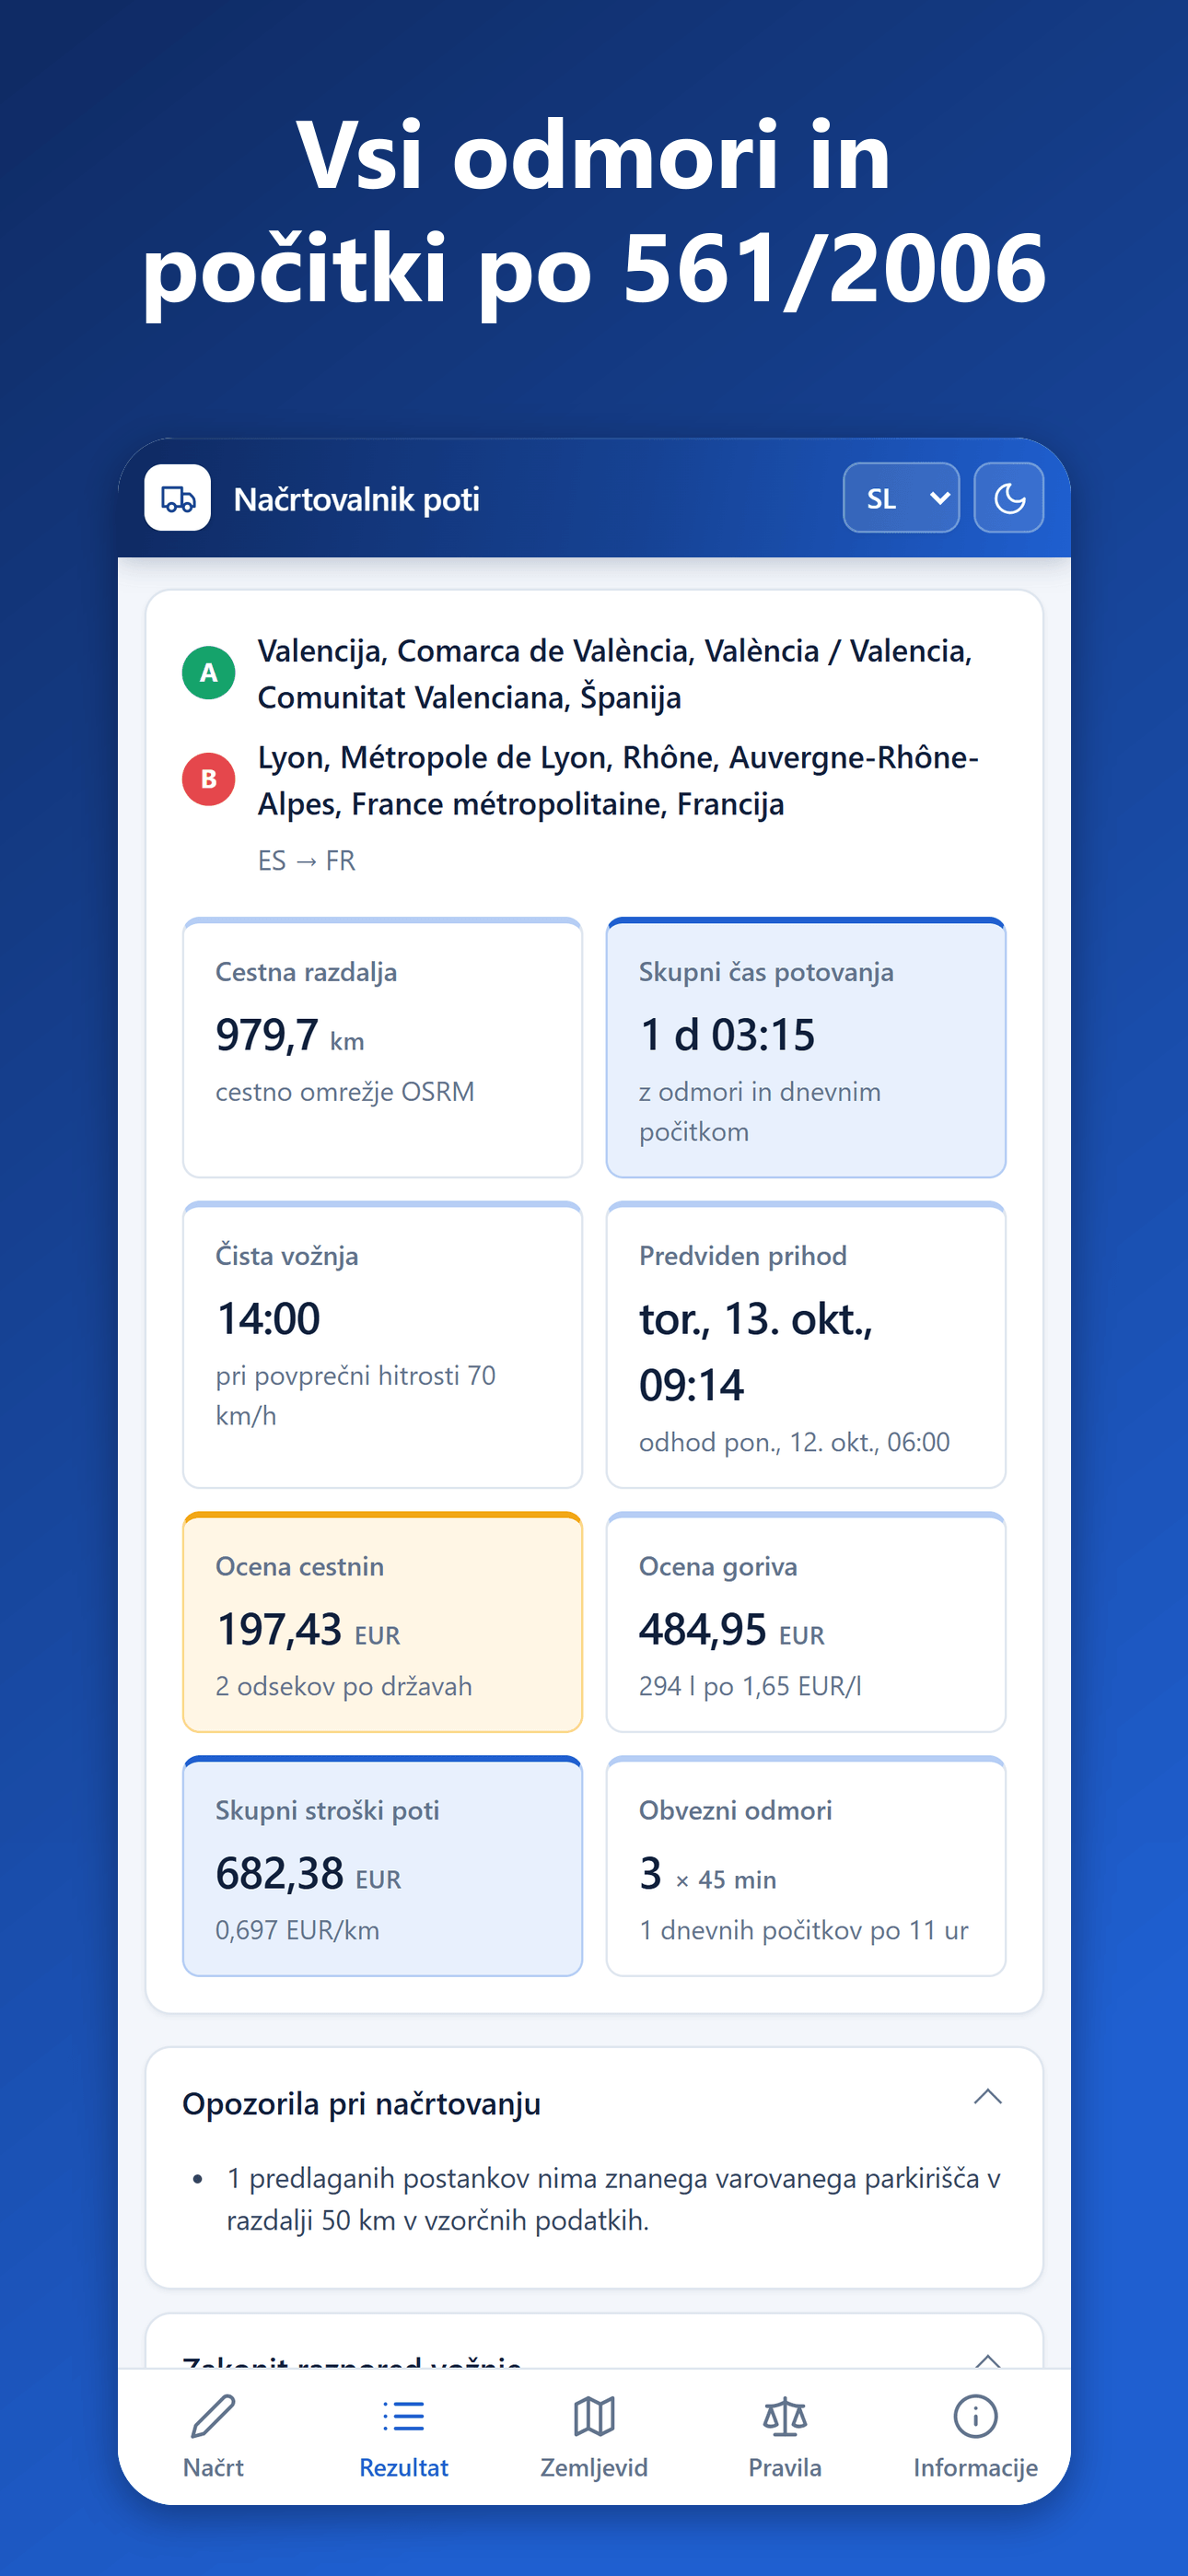 Vsi odmori in
počitki po 561/2006
Načrtovalnik poti
SL
A
Valencija, Comarca de València, València / Valencia,
Comunitat Valenciana, Španija
B
Lyon, Métropole de Lyon, Rhône, Auvergne-Rhône-
Alpes, France métropolitaine, Francija
ES → FR
Cestna razdalja
979,7 km
cestno omrežje OSRM
Skupni čas potovanja
1 d 03:15
z odmori in dnevnim
počitkom
Čista vožnja
14:00
pri povprečni hitrosti 70
km/h
Predviden prihod
tor., 13. okt.,
09:14
odhod pon., 12. okt., 06:00
Ocena cestnin
197,43 EUR
2 odsekov po državah
Ocena goriva
484,95 EUR
294 l po 1,65 EUR/l
Skupni stroški poti
682,38 EUR
0,697 EUR/km
Obvezni odmori
3 × 45 min
1 dnevnih počitkov po 11 ur
Opozorila pri načrtovanju
• 1 predlaganih postankov nima znanega varovanega parkirišča v
razdalji 50 km v vzorčnih podatkih.
Zakonit razpored vožnje
Načrt
Rezultat
Zemljevid
Pravila
Informacije